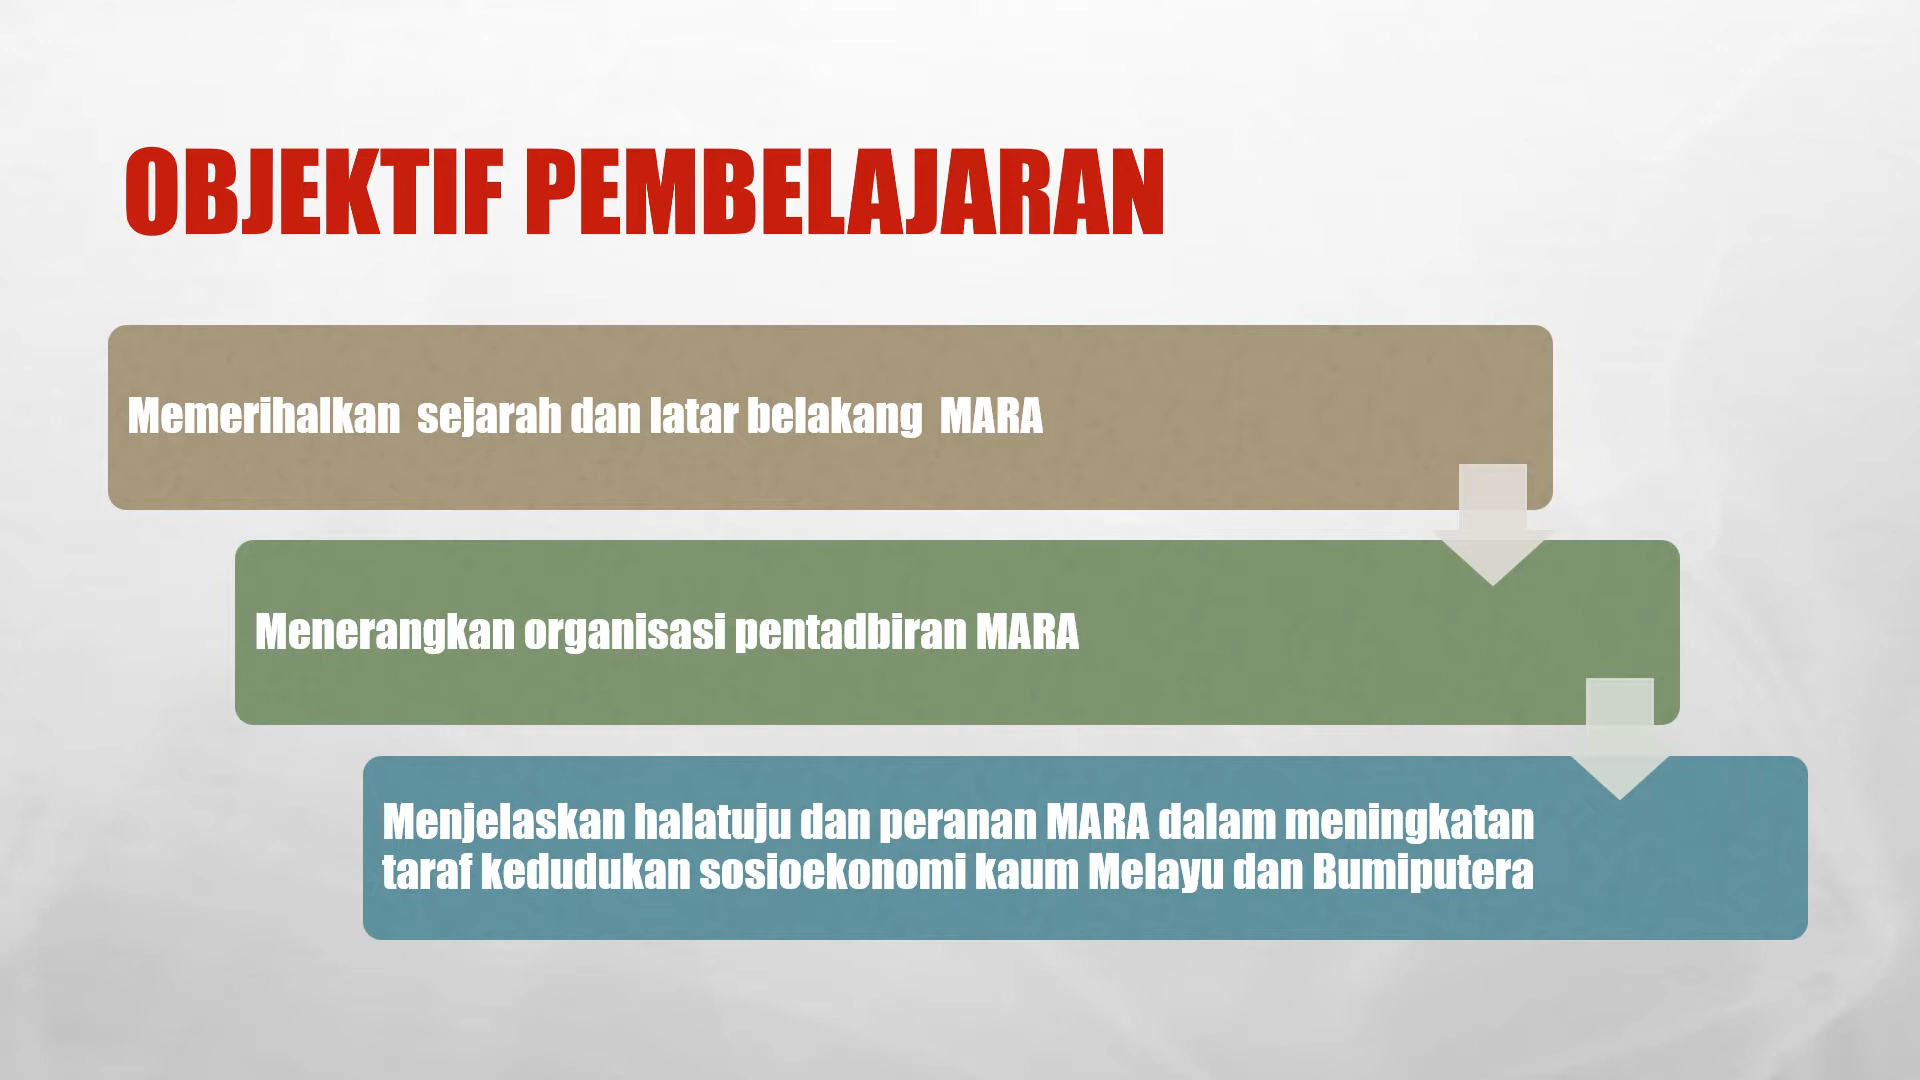 OBJEKTIF PEMBELAJARAN
Memerihalkan sejarah dan latar belakang MARA
Menerangkan organisasi pentadbiran MARA
Menjelaskan halatuju dan peranan MARA dalam meningkatan
taraf kedudukan sosioekonomi kaum Melayu dan Bumiputera